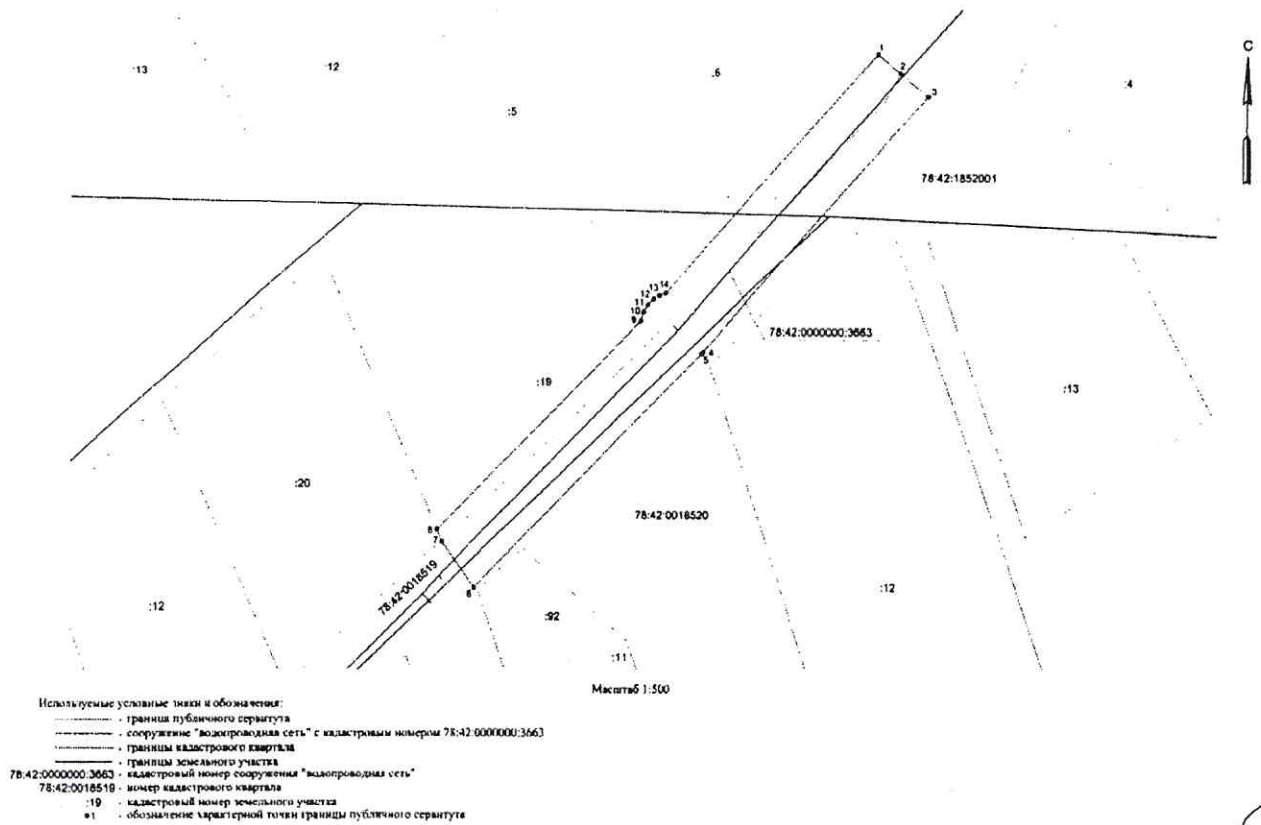 1
С
2
:13
:12
:6
:4
3
:5
78:42:1852001
14
13
12
11
10
9
78:42:0000000:3663
4
5
:19
:13
:20
78:42:0018520
8
7
78:42:0018519
6
:12
:12
:92
:11
Масштаб 1:500
Используемые условные знаки и обозначения:
- граница публичного сервитута
- сооружение "водопроводная сеть" с кадастровым номером 78:42:0000000:3663
- границы кадастрового квартала
- границы земельного участка
78:42:0000000:3663 - кадастровый номер сооружения "водопроводная сеть"
78:42:0018519 - номер кадастрового квартала
:19 - кадастровый номер земельного участка
1 - обозначение характерной точки границы публичного сервитута